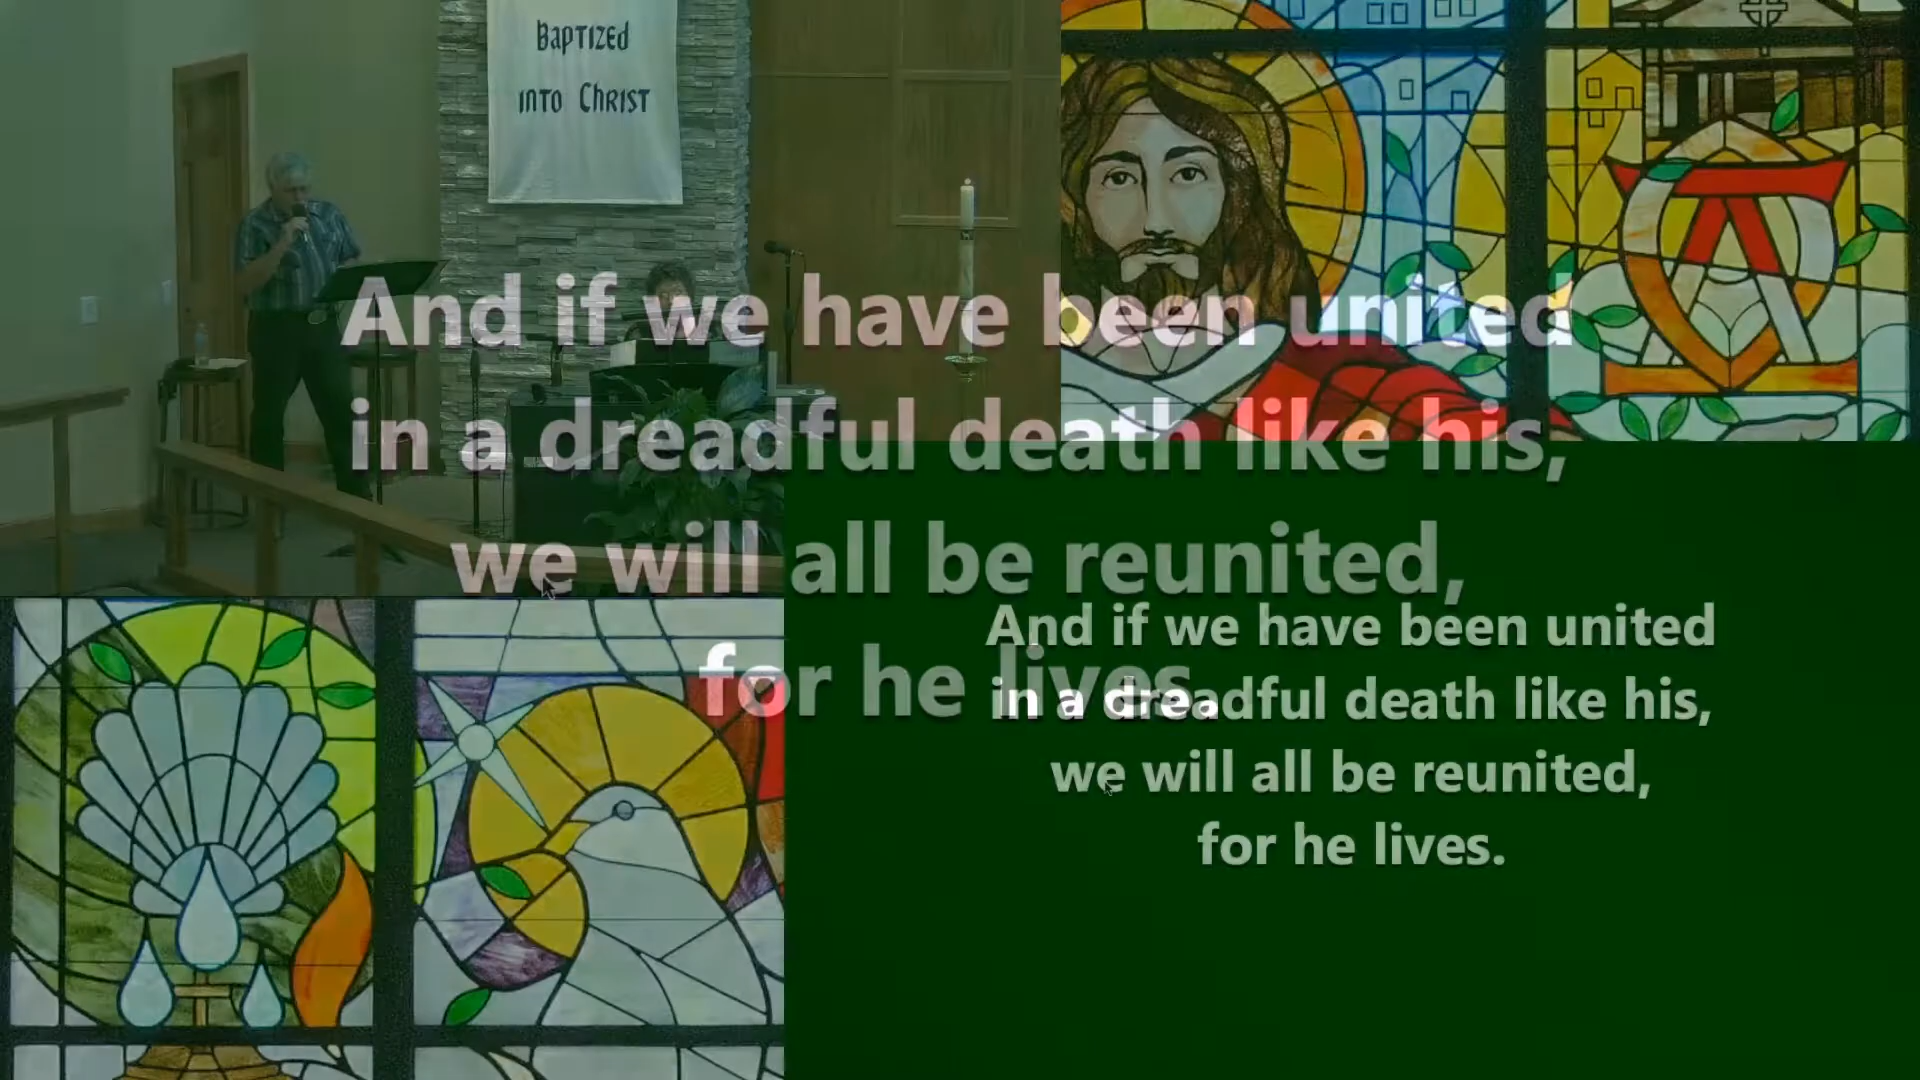 Baptized
into Christ
And if we have been united
in a dreadful death like his,
we will all be reunited,
for he lives.
And if we have been united
in a dreadful death like his,
we will all be reunited,
for he lives.